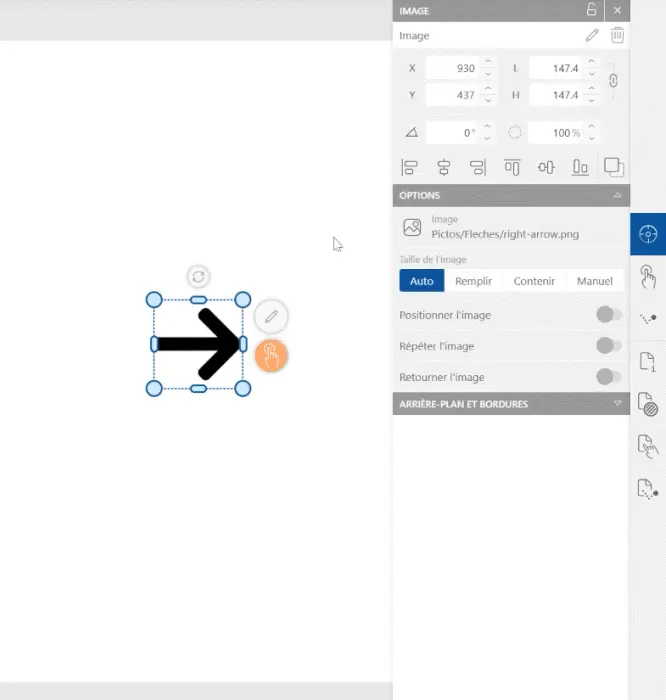 IMAGE
Image
X 930 L 147.4
Y 437 H 147.4
0° 100 %
OPTIONS
Image
Pictos/Fleches/right-arrow.png
Taille de l'image
Auto Remplir Contenir Manuel
Positionner l'image
Répéter l'image
Retourner l'image
ARRIÈRE-PLAN ET BORDURES